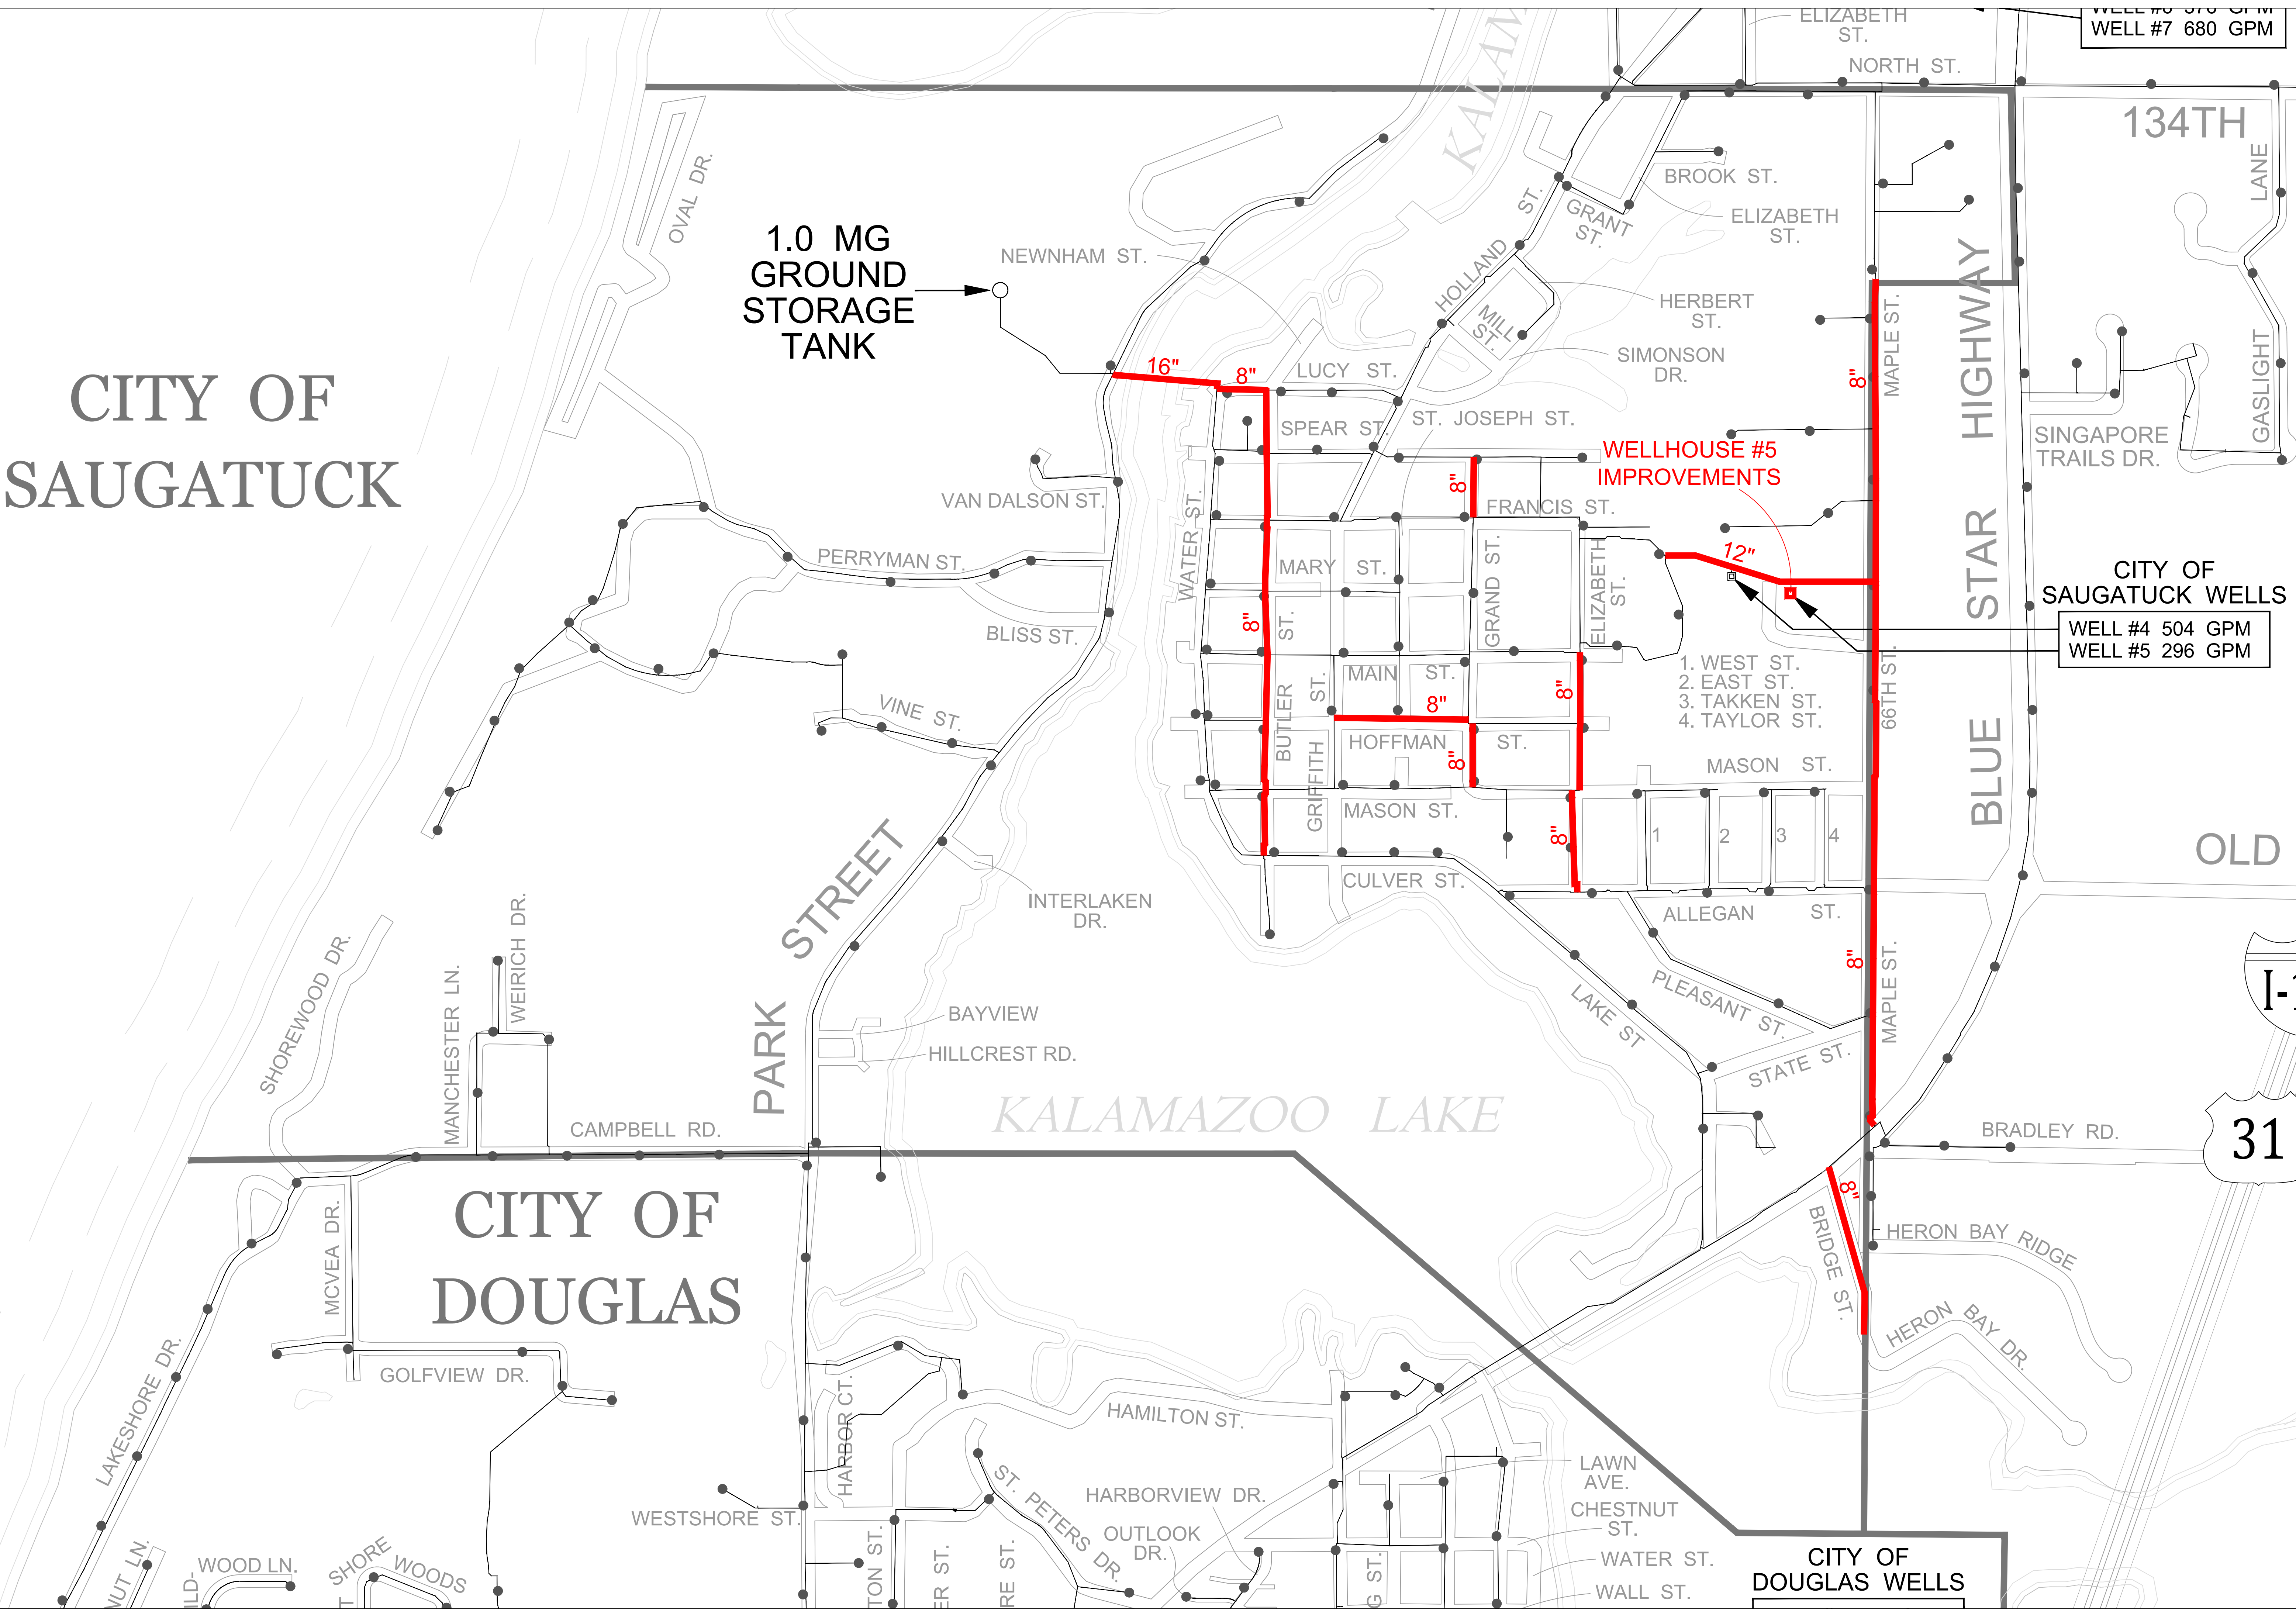 ELIZABETH
ST.
WELL #7 680 GPM
NORTH ST.
KALAM
134TH
LANE
OVAL DR.
BROOK ST.
GRANT
ST.
ELIZABETH
ST.
HOLLAND ST.
1.0 MG
GROUND
STORAGE
TANK
NEWNHAM ST.
HERBERT
ST.
MILL
ST.
SIMONSON
DR.
MAPLE ST.
BLUE STAR HIGHWAY
GASLIGHT
CITY OF
SAUGATUCK
16"
8"
LUCY ST.
8"
SPEAR ST.
ST. JOSEPH ST.
WELLHOUSE #5
IMPROVEMENTS
SINGAPORE
TRAILS DR.
VAN DALSON ST.
WATER ST.
8"
FRANCIS ST.
PERRYMAN ST.
MARY ST.
GRAND ST.
ELIZABETH
ST.
12"
CITY OF
SAUGATUCK WELLS
WELL #4 504 GPM
WELL #5 296 GPM
BLISS ST.
8"
MAIN ST.
1. WEST ST.
2. EAST ST.
3. TAKKEN ST.
4. TAYLOR ST.
66TH ST.
VINE ST.
BUTLER ST.
GRIFFITH ST.
8"
8"
HOFFMAN ST.
8"
MASON ST.
MASON ST.
8"
1
2
3
4
OLD
PARK STREET
CULVER ST.
INTERLAKEN
DR.
ALLEGAN ST.
SHOREWOOD DR.
MANCHESTER LN.
WEIRICH DR.
8"
MAPLE ST.
PLEASANT ST.
LAKE ST
BAYVIEW
HILLCREST RD.
STATE ST.
KALAMAZOO LAKE
CAMPBELL RD.
BRADLEY RD.
31
CITY OF
DOUGLAS
MCVEA DR.
8"
BRIDGE ST.
HERON BAY RIDGE
HERON BAY DR.
LAKESHORE DR.
GOLFVIEW DR.
HARBOR CT.
HAMILTON ST.
WESTSHORE ST.
ST. PETERS DR.
HARBORVIEW DR.
OUTLOOK
DR.
LAWN
AVE.
CHESTNUT
ST.
WATER ST.
WALL ST.
WOOD LN.
SHORE WOODS
CITY OF
DOUGLAS WELLS